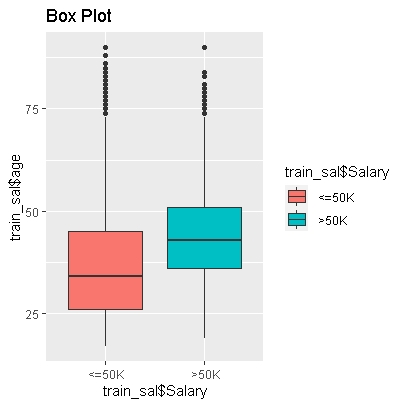 Box Plot
train_sal$age
75
50
25
<=50K
>50K
train_sal$Salary
train_sal$Salary
<=50K
>50K